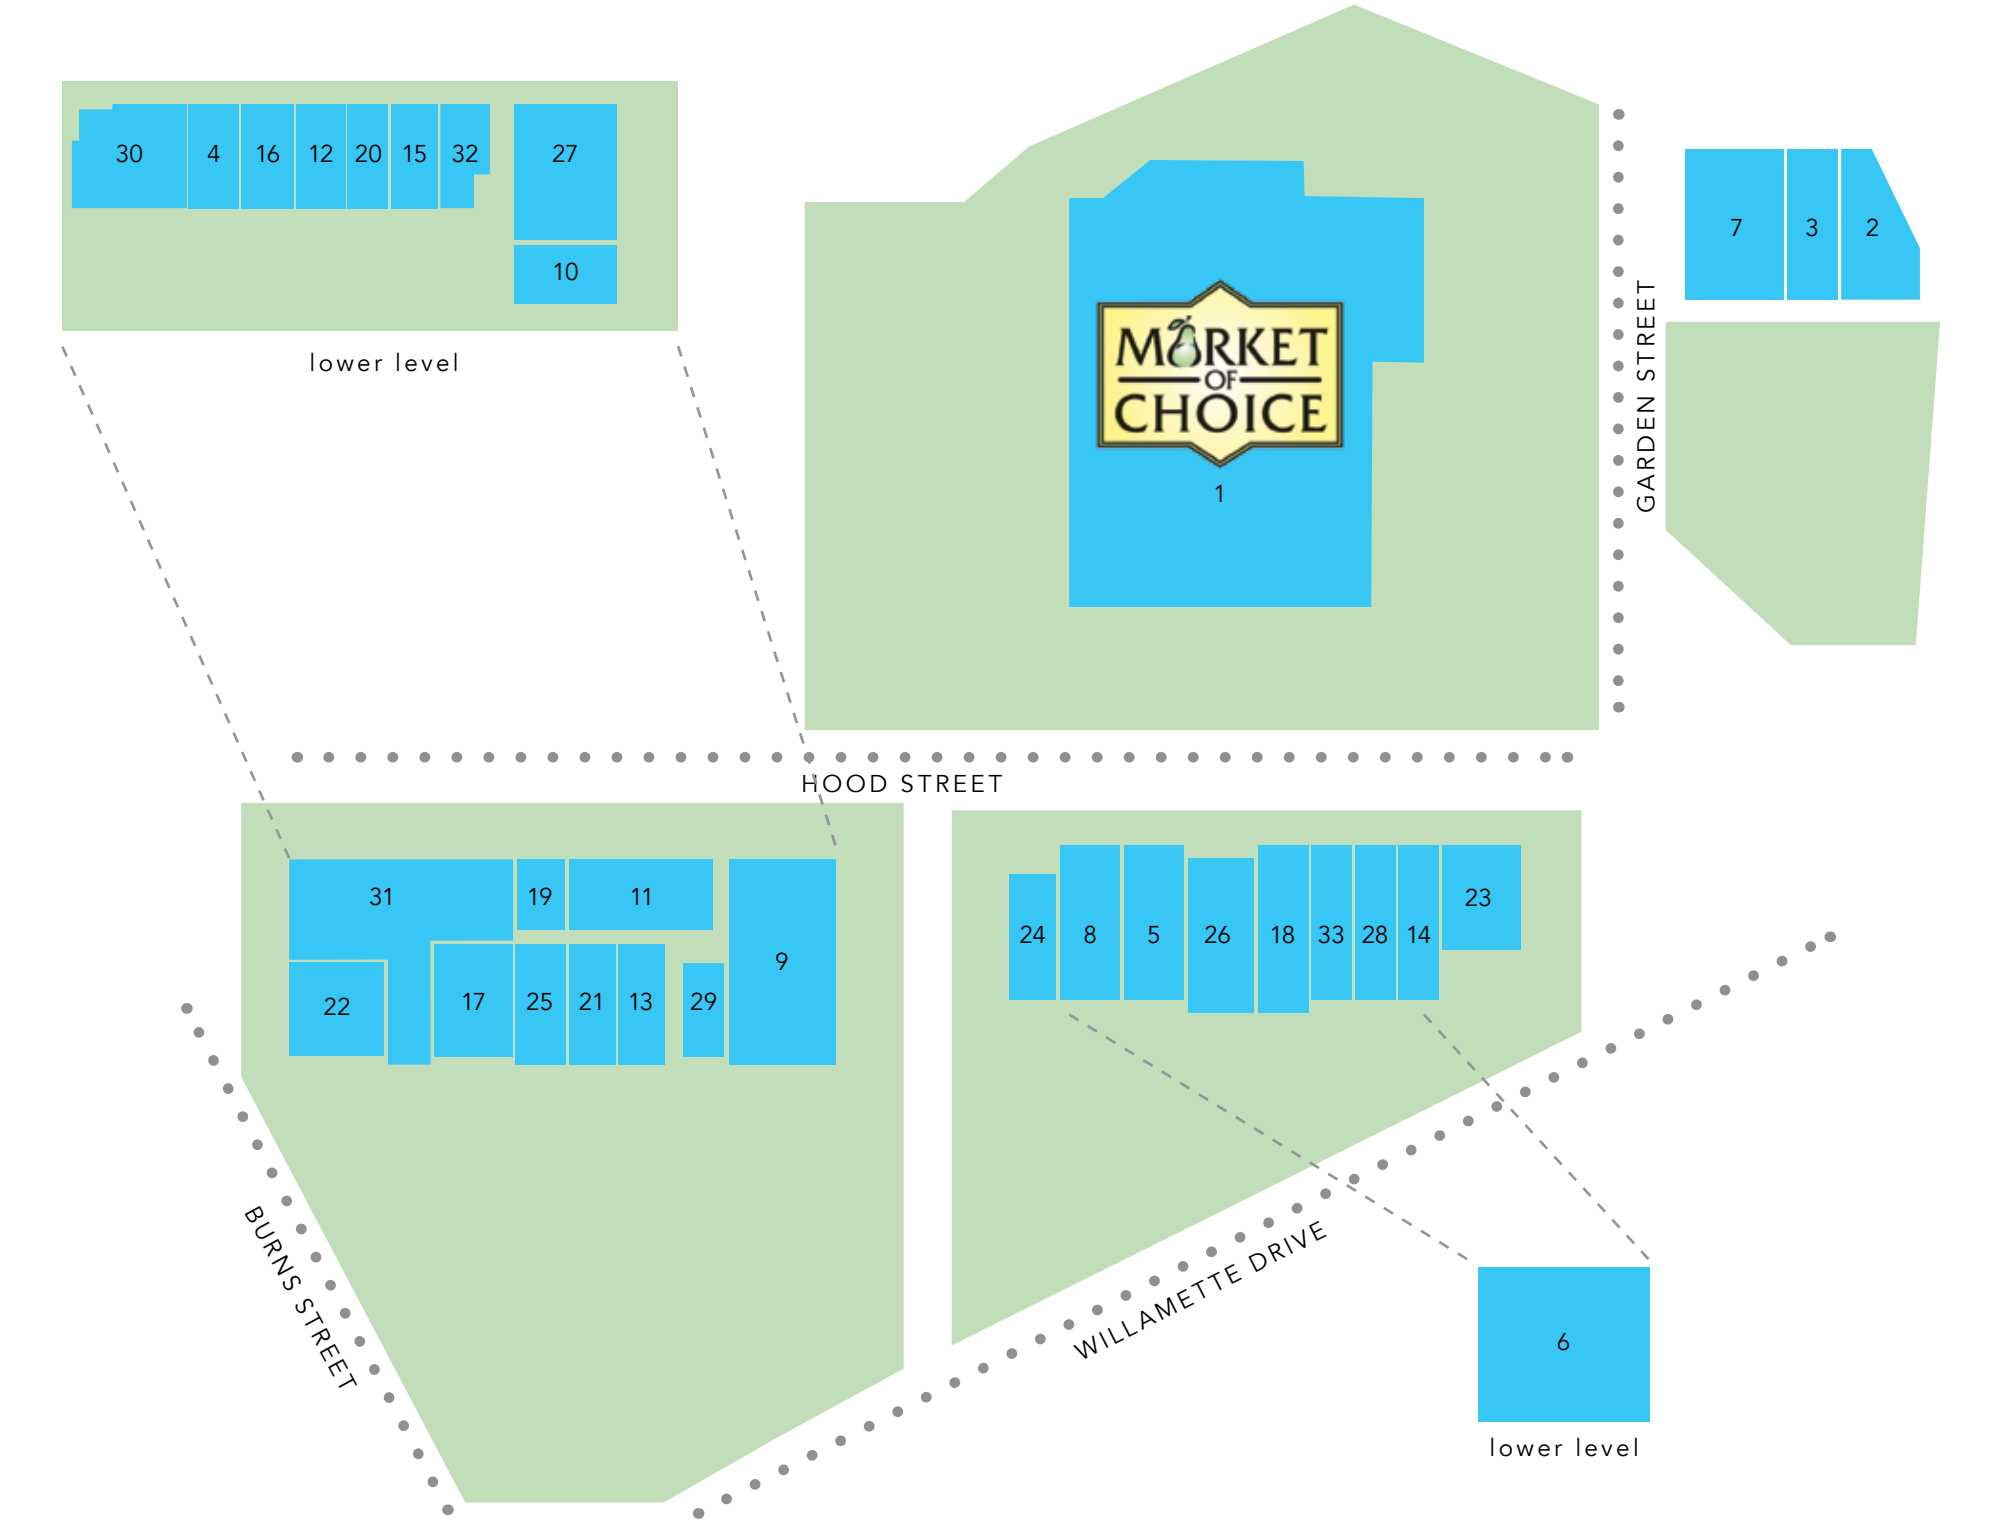 30 4 16 12 20 15 32 27
10
lower level
MARKET
OF
CHOICE
1
GARDEN STREET
7 3 2
HOOD STREET
31 19 11
9
22 17 25 21 13 29
24 8 5 26 18 33 28 14
23
BURNS STREET
WILLAMETTE DRIVE
6
lower level